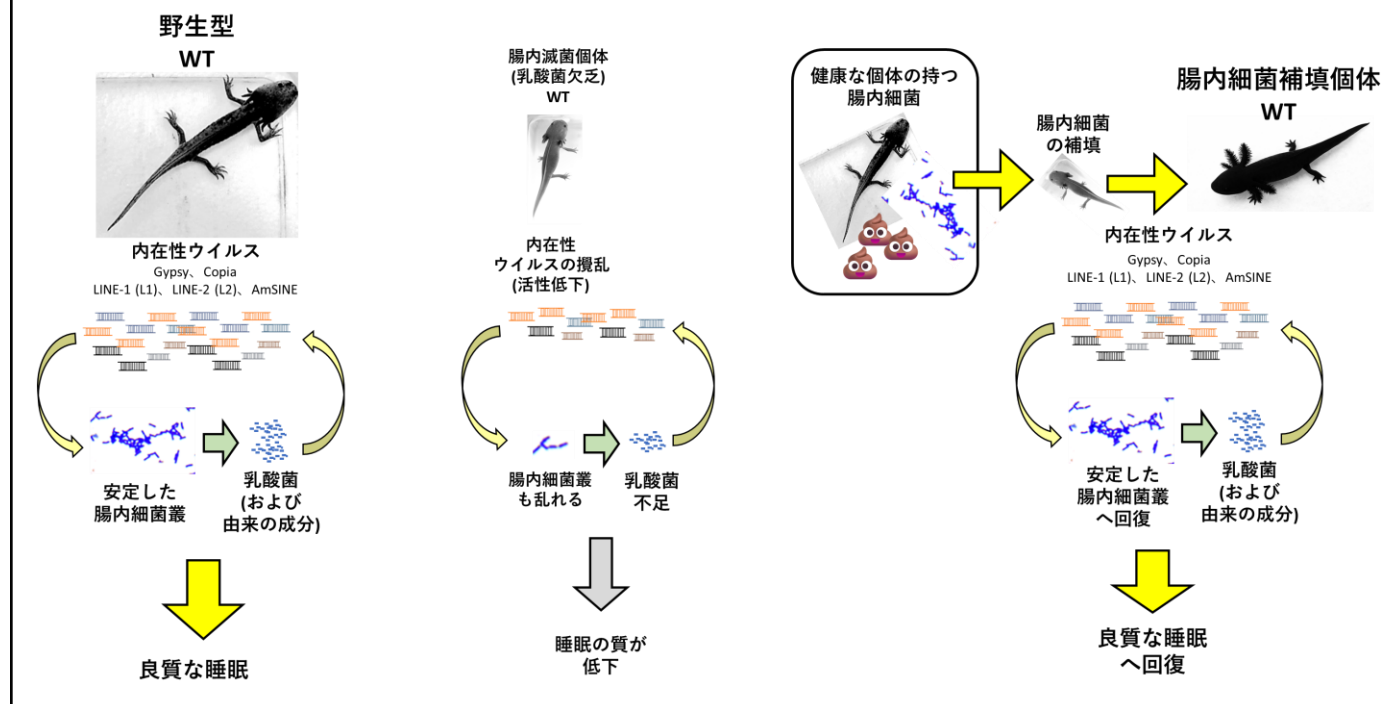 野生型
WT
内在性ウイルス
Gypsy、Copia
LINE-1 (L1)、LINE-2 (L2)、AmSINE
安定した
腸内細菌叢
乳酸菌
(および
由来の成分)
良質な睡眠
腸内滅菌個体
(乳酸菌欠乏)
WT
内在性
ウイルスの攪乱
(活性低下)
腸内細菌叢
も乱れる
乳酸菌
不足
睡眠の質が
低下
健康な個体の持つ
腸内細菌
腸内細菌
の補填
腸内細菌補填個体
WT
内在性ウイルス
Gypsy、Copia
LINE-1 (L1)、LINE-2 (L2)、AmSINE
安定した
腸内細菌叢
へ回復
乳酸菌
(および
由来の成分)
良質な睡眠
へ回復